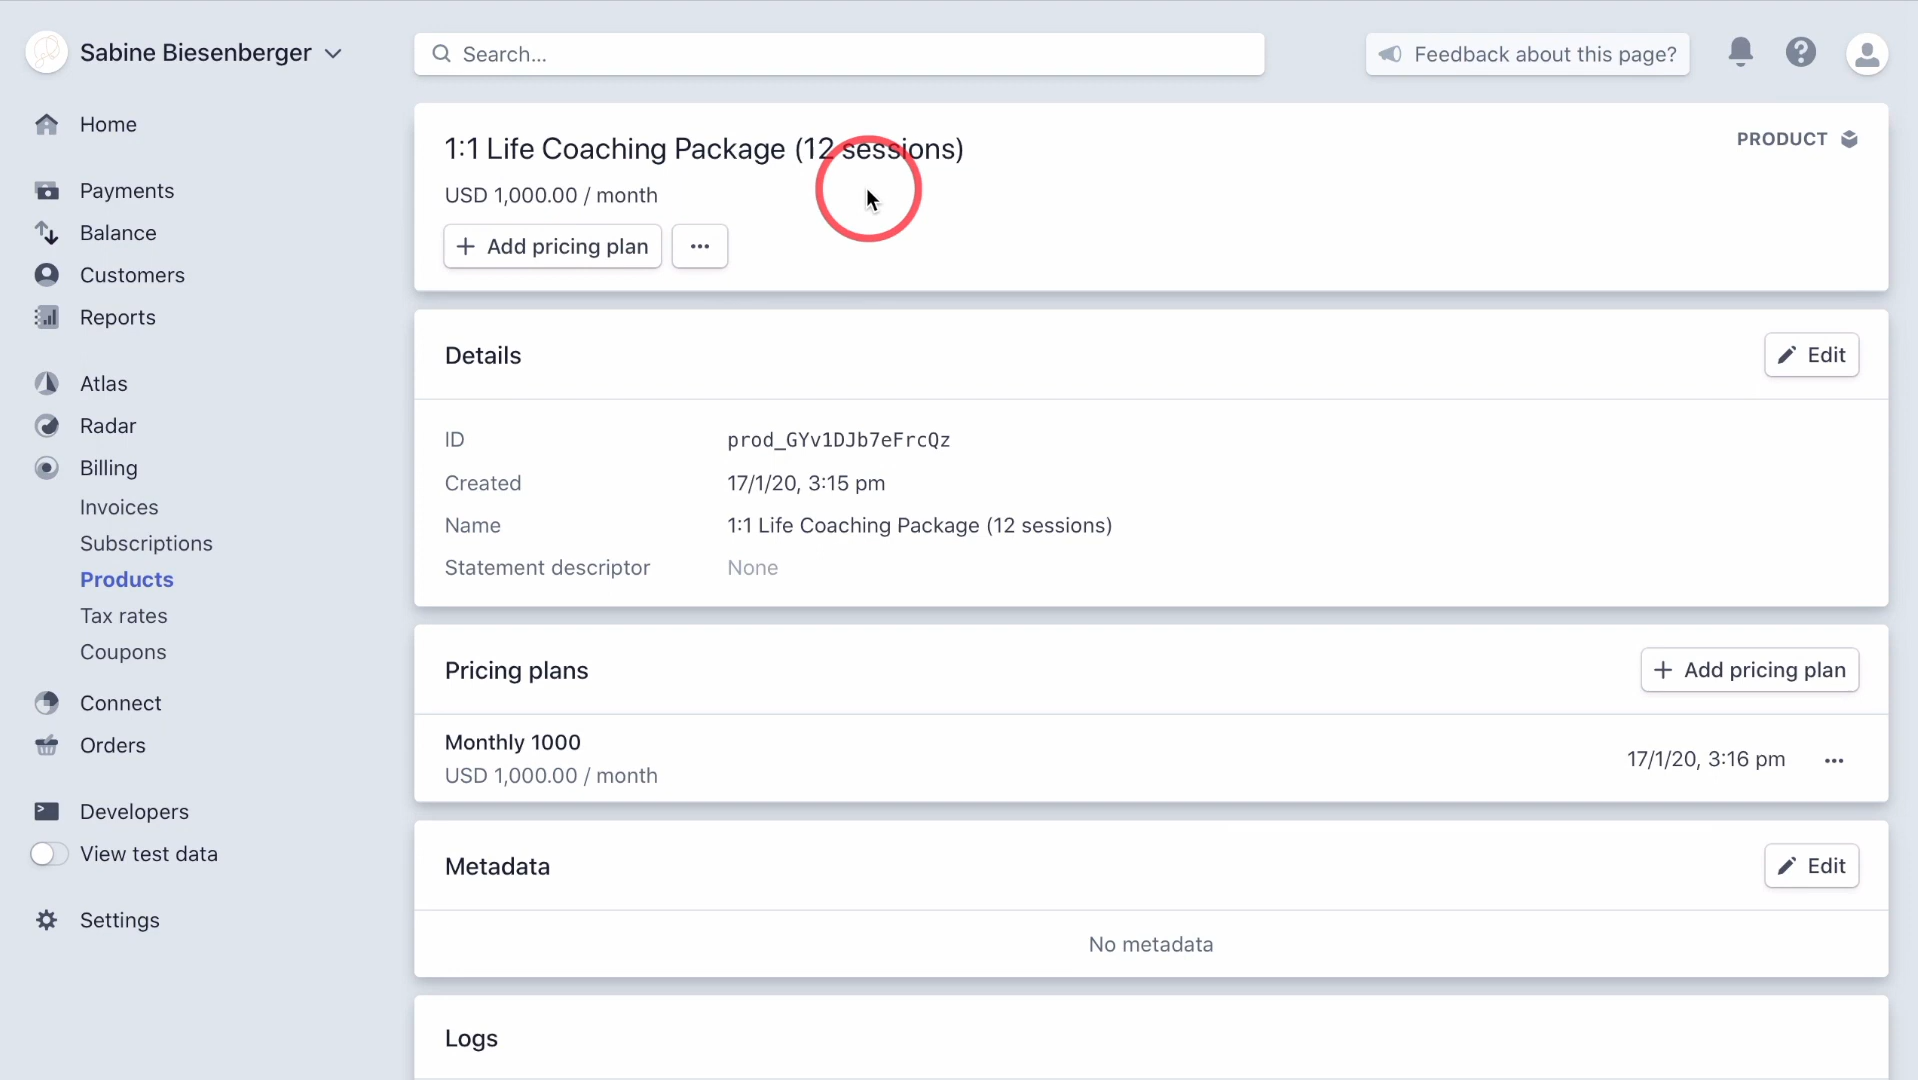 Sabine Biesenberger
Search...
Feedback about this page?
Home
Payments
Balance
Customers
Reports
Atlas
Radar
Billing
Invoices
Subscriptions
Products
Tax rates
Coupons
Connect
Orders
Developers
View test data
Settings
1:1 Life Coaching Package (12 sessions)
PRODUCT
USD 1,000.00 / month
+ Add pricing plan
...
Details
Edit
ID prod_GYv1DJb7eFrcQz
Created 17/1/20, 3:15 pm
Name 1:1 Life Coaching Package (12 sessions)
Statement descriptor None
Pricing plans
+ Add pricing plan
Monthly 1000
USD 1,000.00 / month
17/1/20, 3:16 pm ...
Metadata
Edit
No metadata
Logs